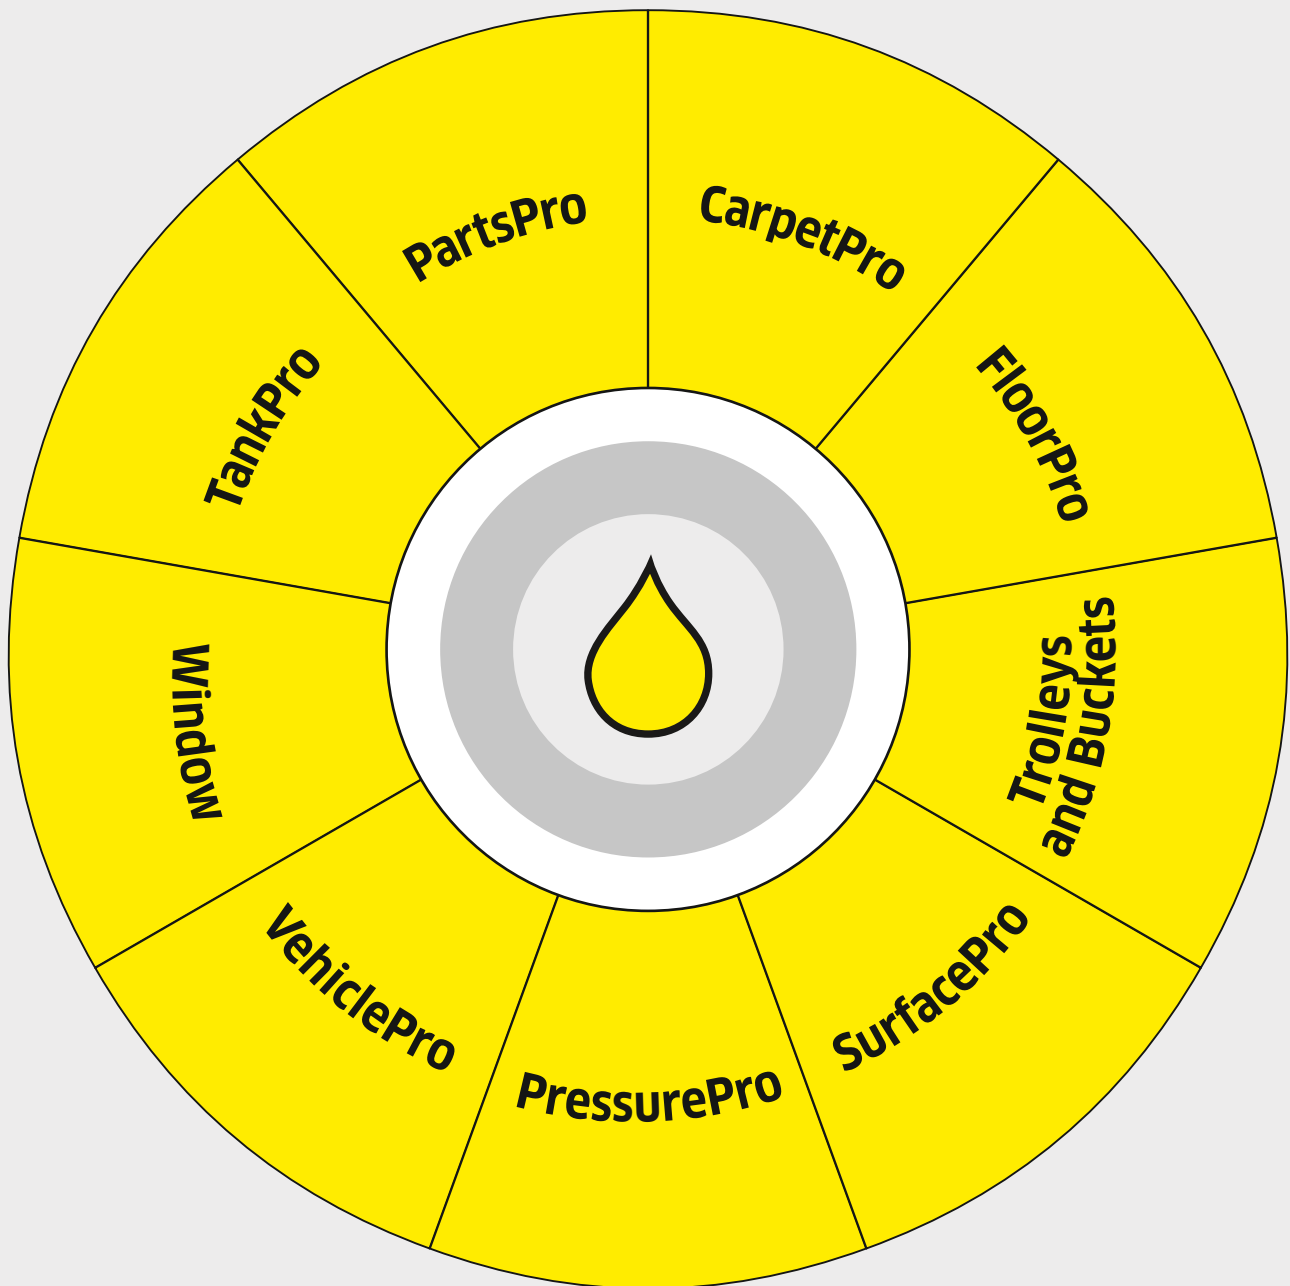 CarpetPro
FloorPro
Trolleys
and Buckets
SurfacePro
PressurePro
VehiclePro
Window
TankPro
PartsPro